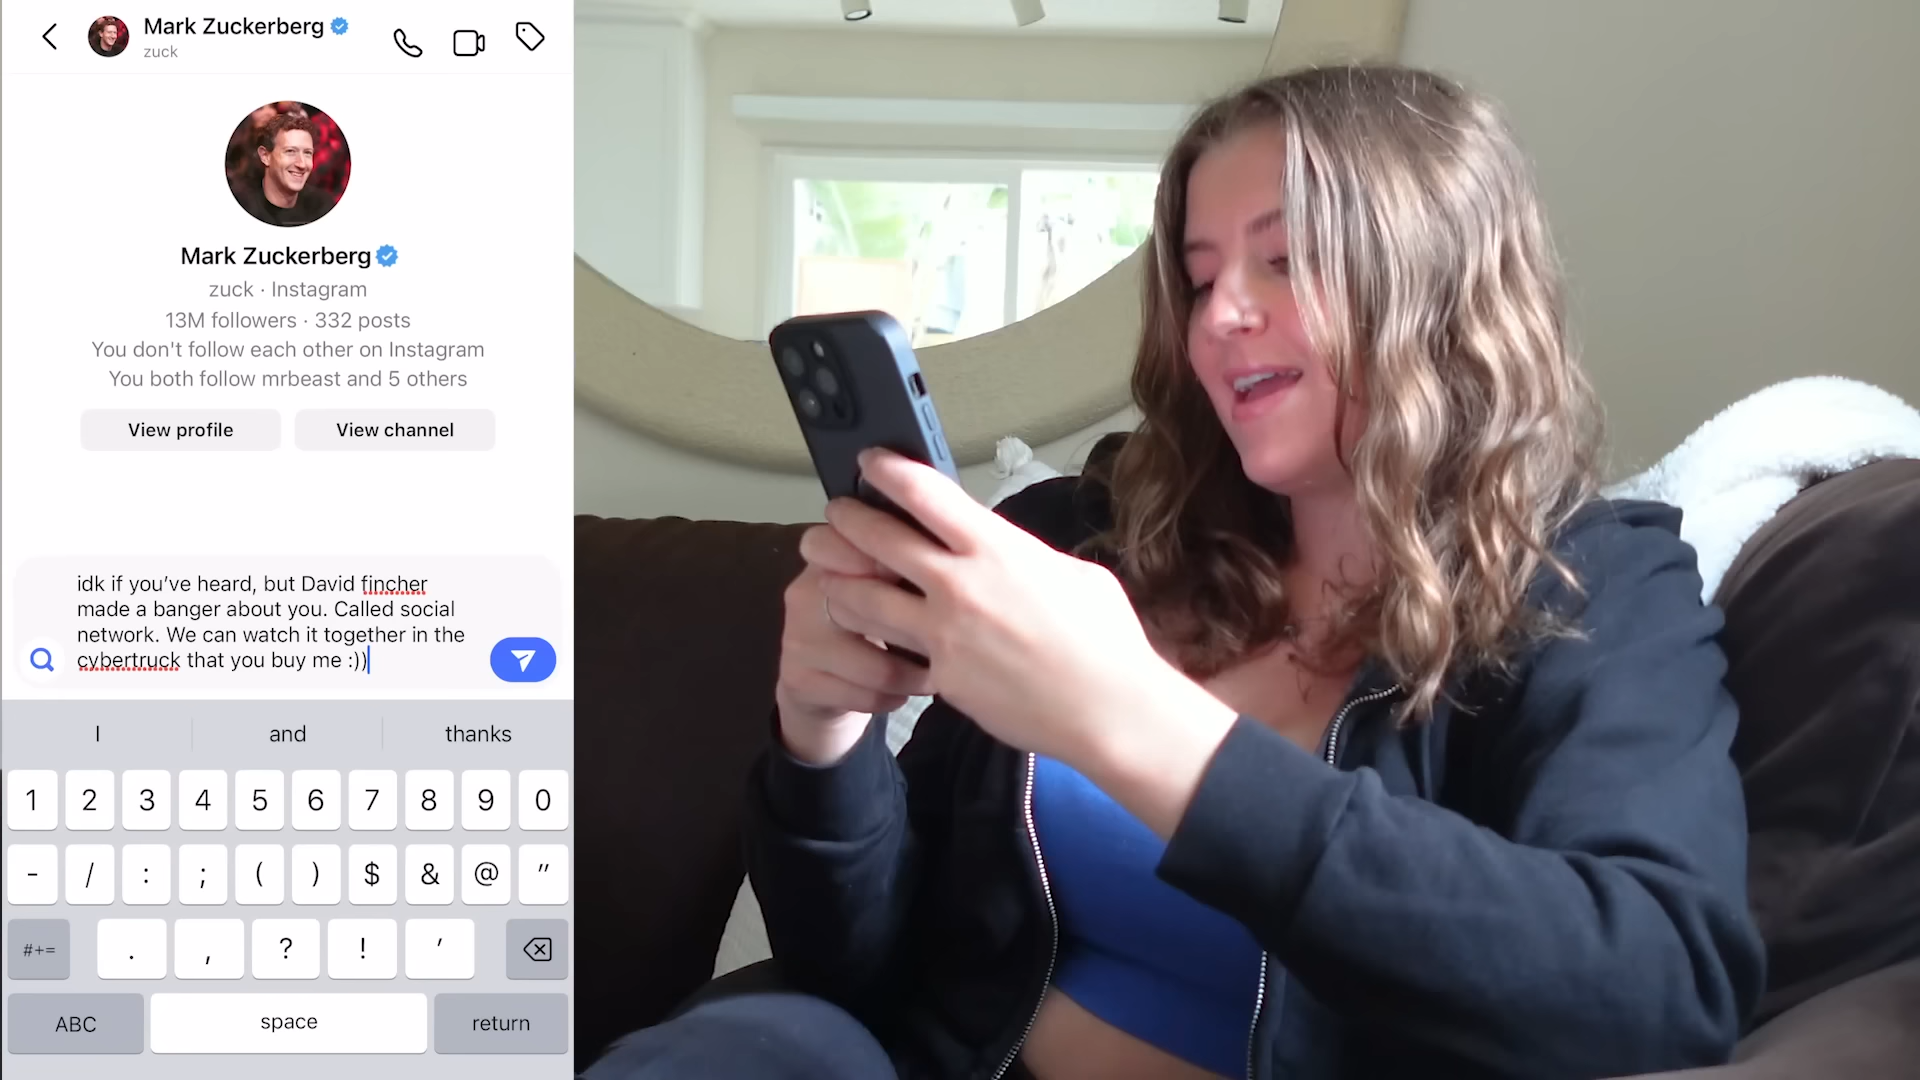 Mark Zuckerberg
zuck
Mark Zuckerberg
zuck · Instagram
13M followers · 332 posts
You don't follow each other on Instagram
You both follow mrbeast and 5 others
View profile
View channel
idk if you’ve heard, but David fincher
made a banger about you. Called social
network. We can watch it together in the
cybertruck that you buy me :))
I
and
thanks
1 2 3 4 5 6 7 8 9 0
- / : ; ( ) $ & @ "
#+= . , ? ! '
ABC
space
return